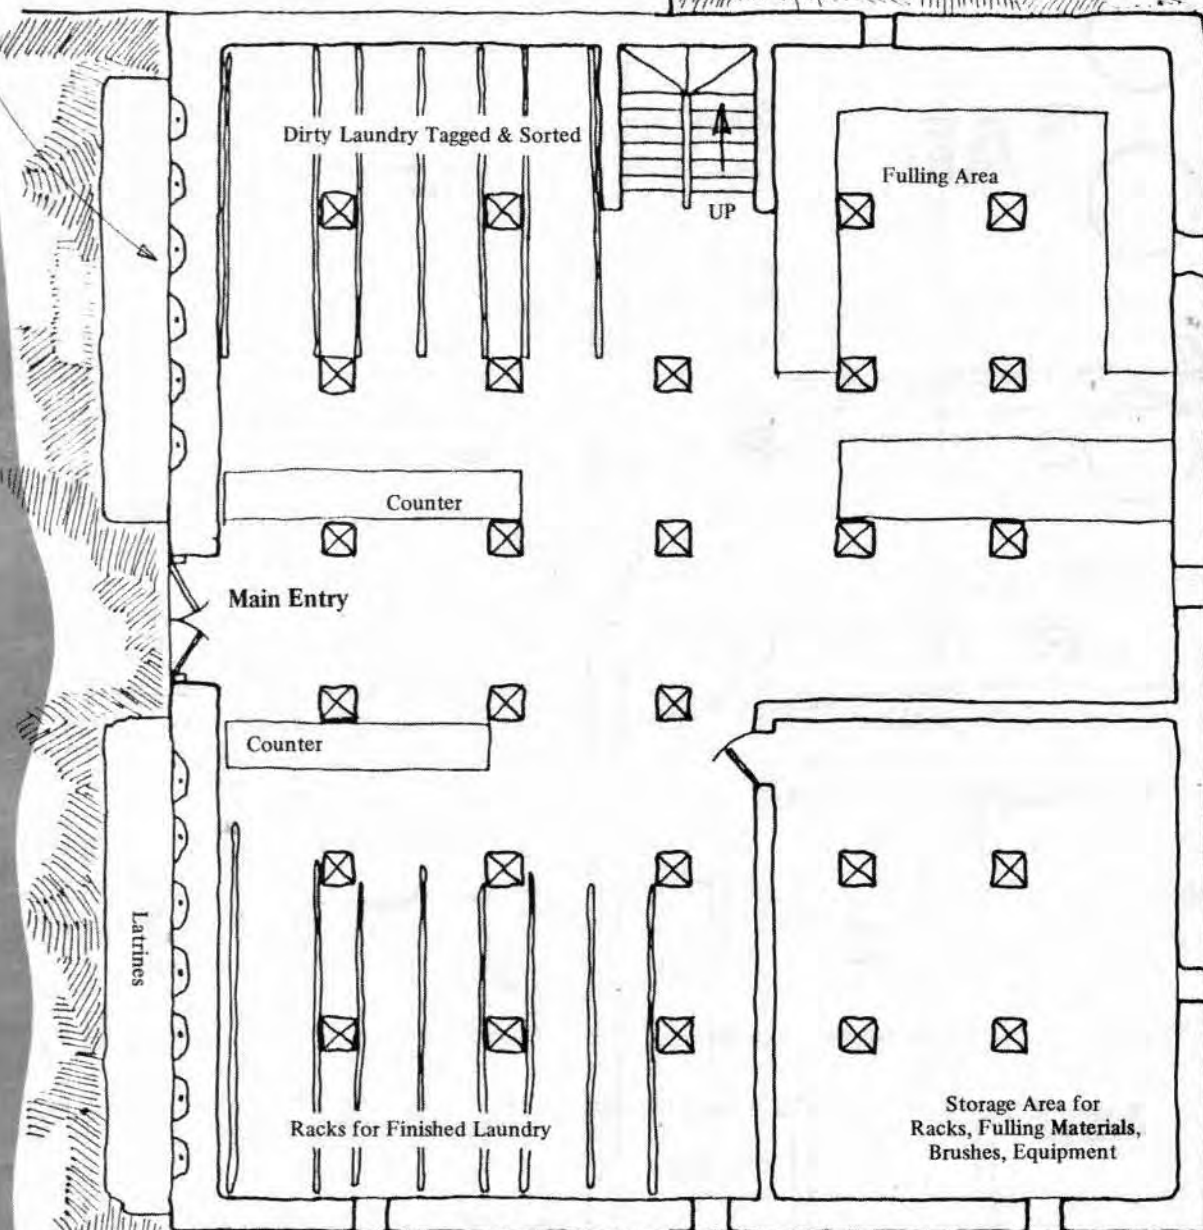 Dirty Laundry Tagged & Sorted
UP
Fulling Area
Counter
Main Entry
Counter
Latrines
Racks for Finished Laundry
Storage Area for
Racks, Fulling Materials,
Brushes, Equipment